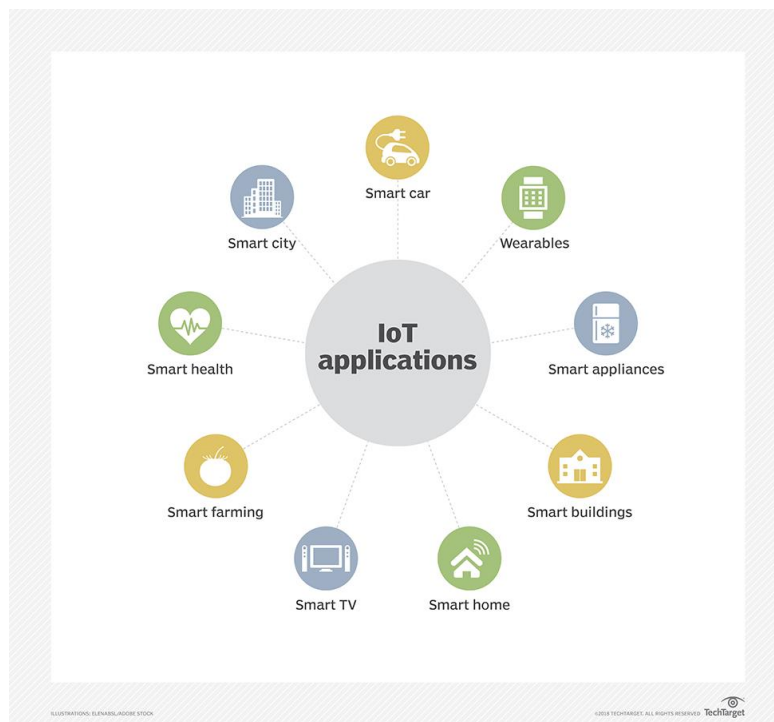 Smart car
Smart city
Wearables
Smart health
IoT
applications
Smart appliances
Smart farming
Smart buildings
Smart TV
Smart home
ILLUSTRATIONS: ELENABSL/ADOBE STOCK
©2018 TECHTARGET. ALL RIGHTS RESERVED
TechTarget